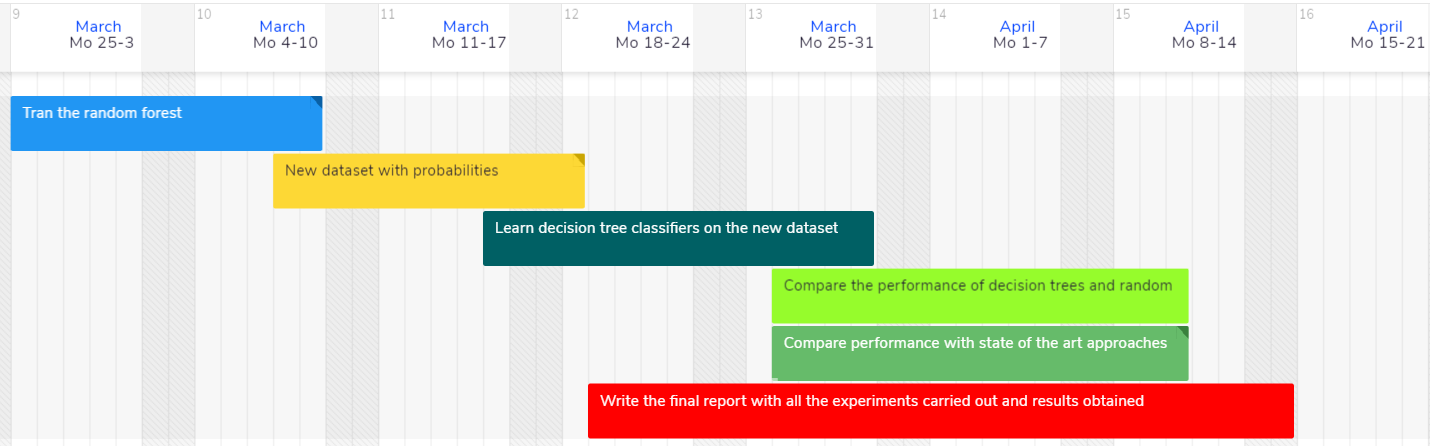 9 10 11 12 13 14 15 16
March March March March March April April April
Mo 25-3 Mo 4-10 Mo 11-17 Mo 18-24 Mo 25-31 Mo 1-7 Mo 8-14 Mo 15-21
Tran the random forest
New dataset with probabilities
Learn decision tree classifiers on the new dataset
Compare the performance of decision trees and random
Compare performance with state of the art approaches
Write the final report with all the experiments carried out and results obtained